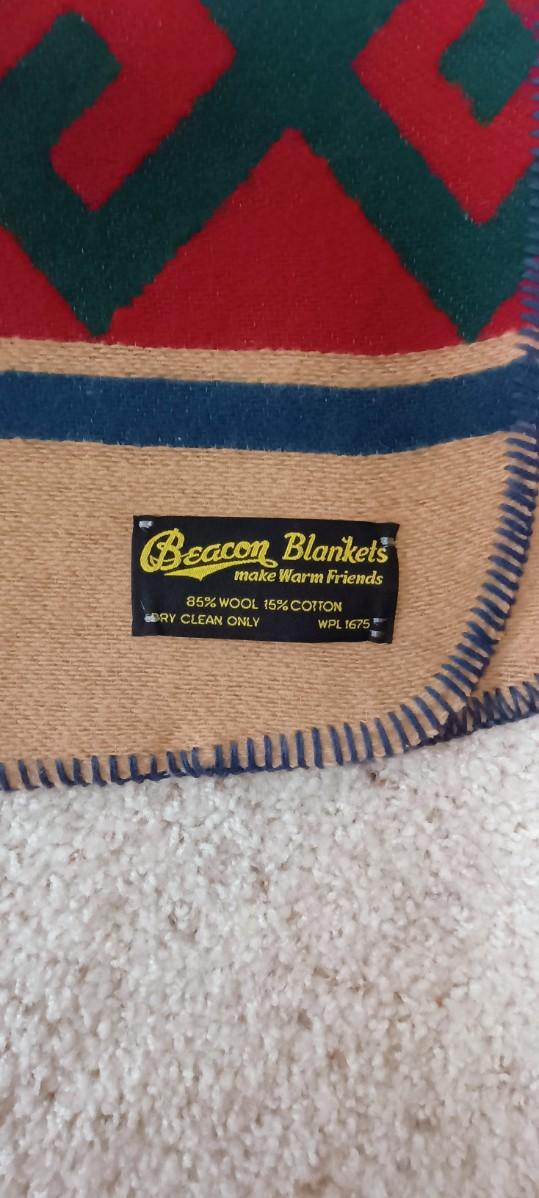 Beacon Blankets
make Warm Friends
85% WOOL 15% COTTON
DRY CLEAN ONLY WPL 1675